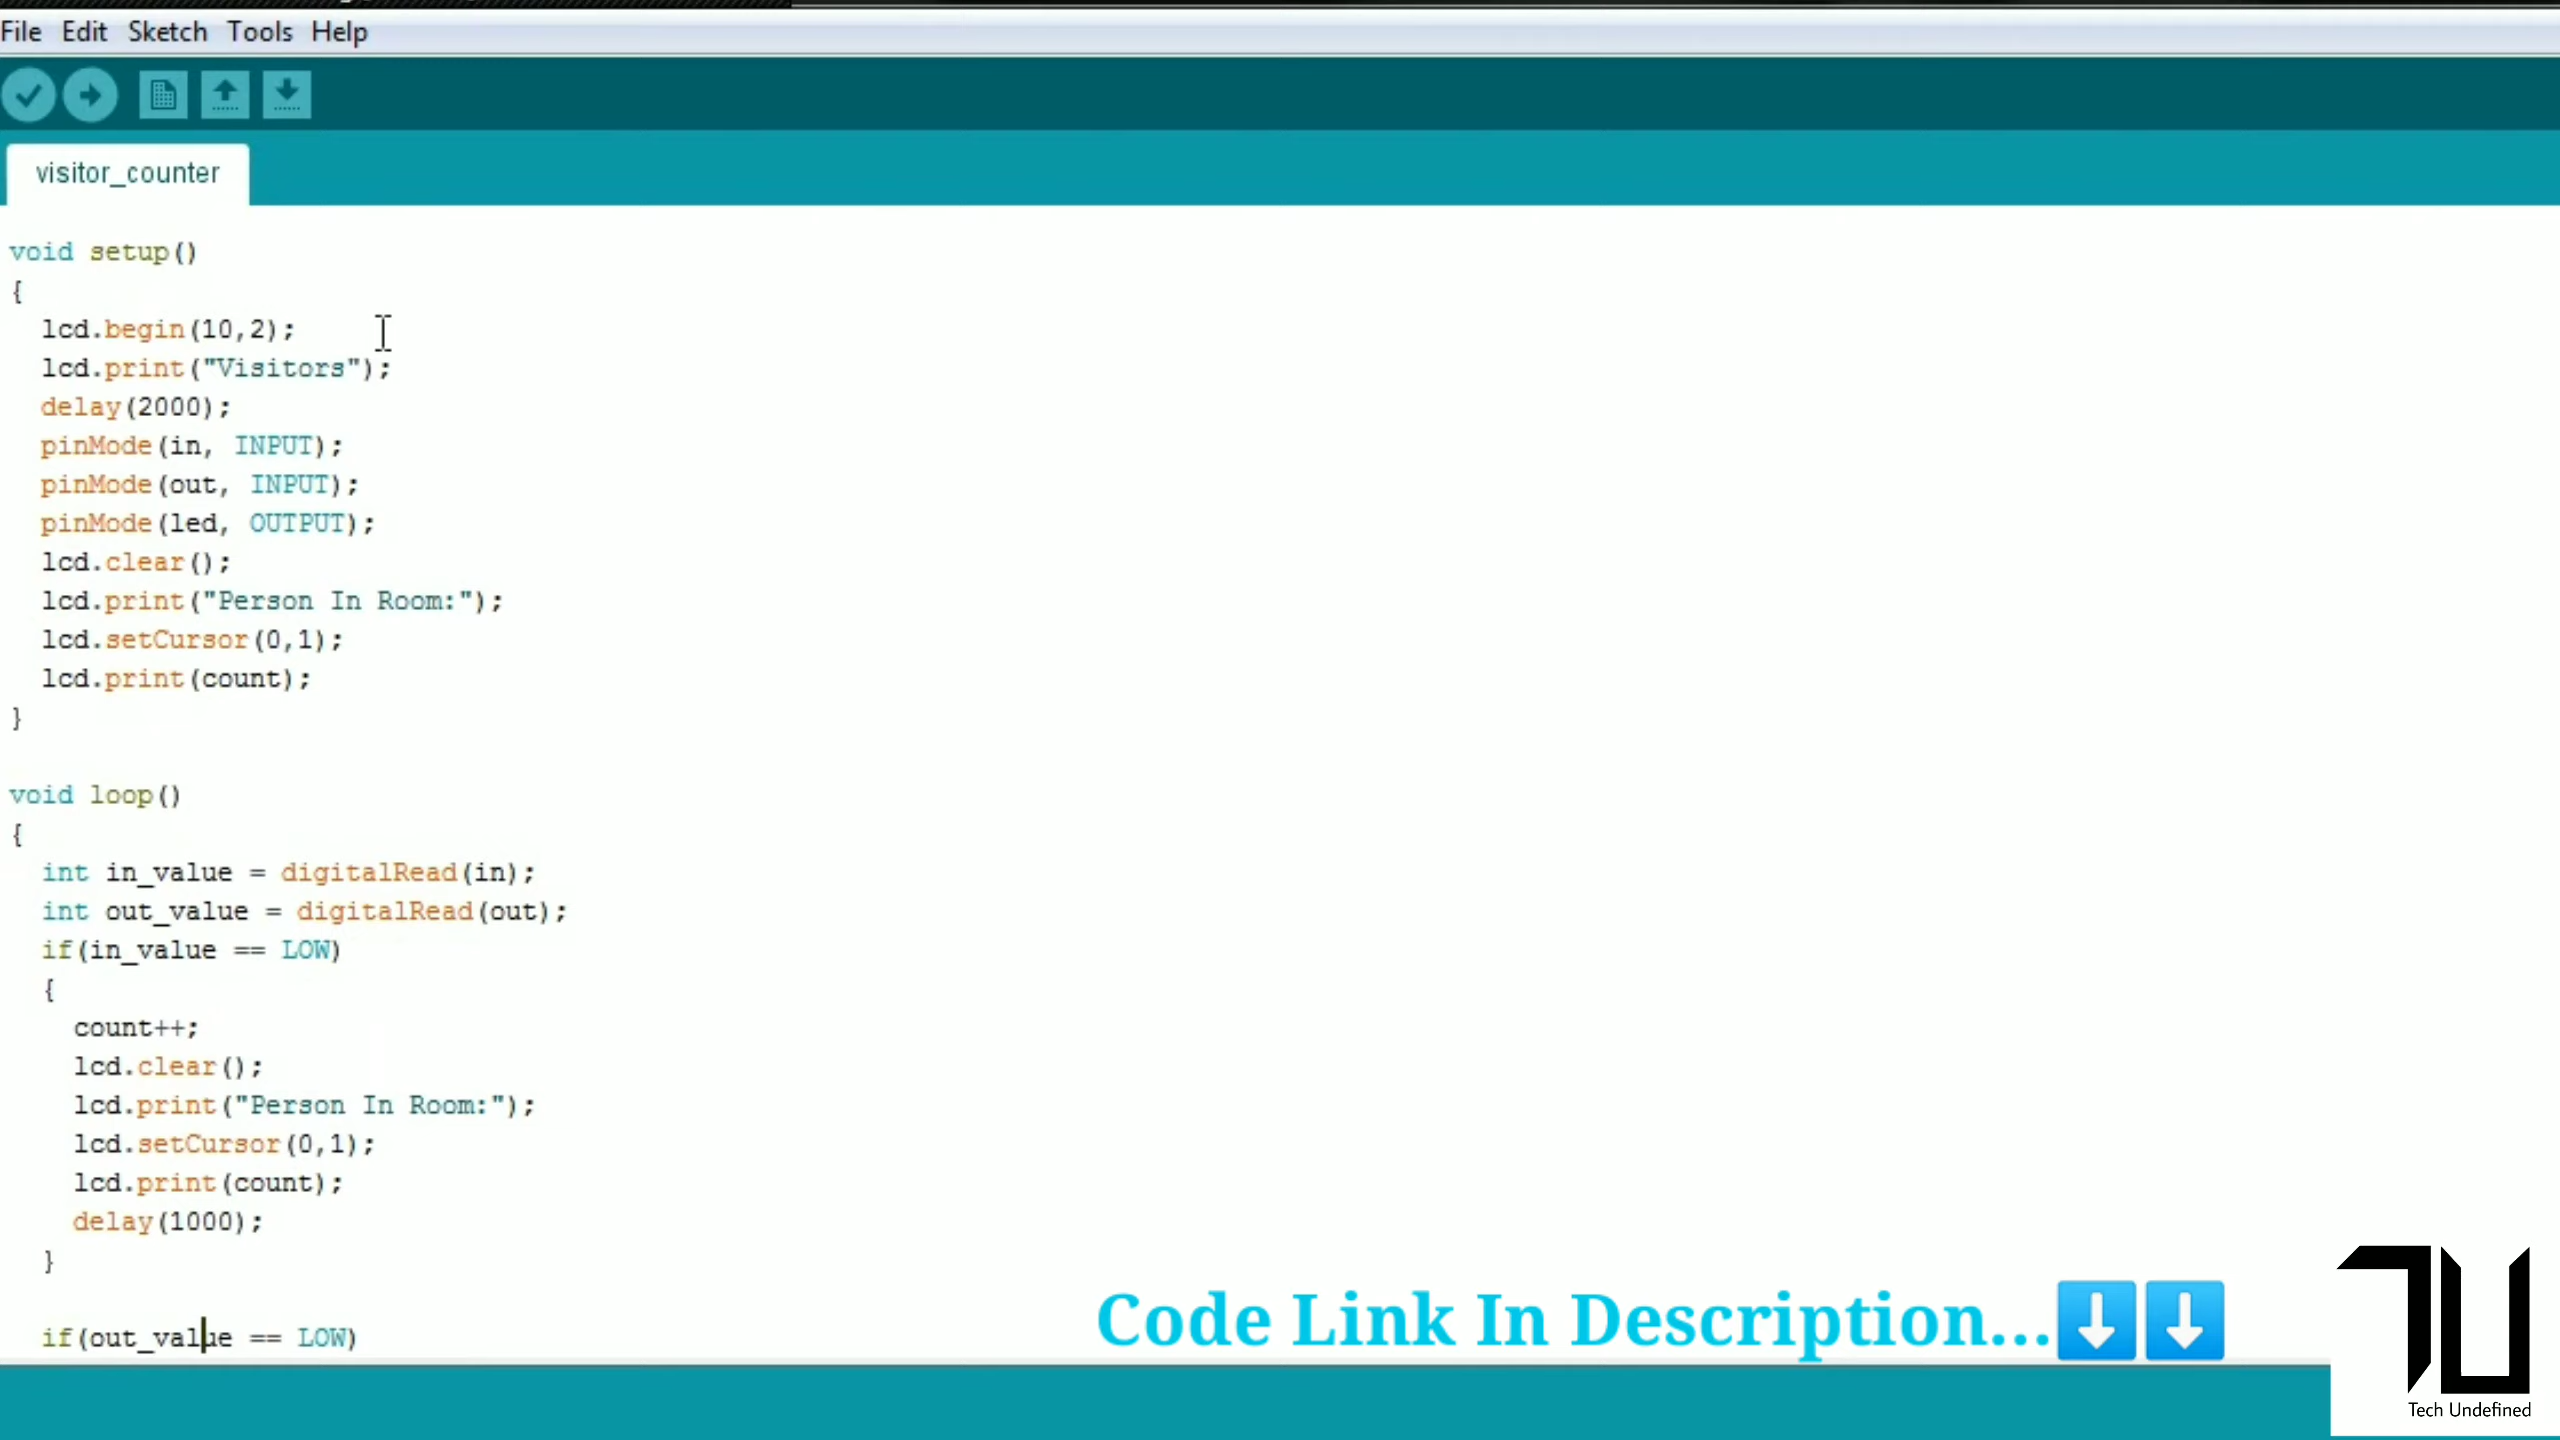 File Edit Sketch Tools Help
visitor_counter
void setup()
{
lcd.begin(10,2);
lcd.print("Visitors");
delay(2000);
pinMode(in, INPUT);
pinMode(out, INPUT);
pinMode(led, OUTPUT);
lcd.clear();
lcd.print("Person In Room:");
lcd.setCursor(0,1);
lcd.print(count);
}
void loop()
{
int in_value = digitalRead(in);
int out_value = digitalRead(out);
if(in_value == LOW)
{
count++;
lcd.clear();
lcd.print("Person In Room:");
lcd.setCursor(0,1);
lcd.print(count);
delay(1000);
}
if(out_value == LOW)
Code Link In Description...
TU
Tech Undefined